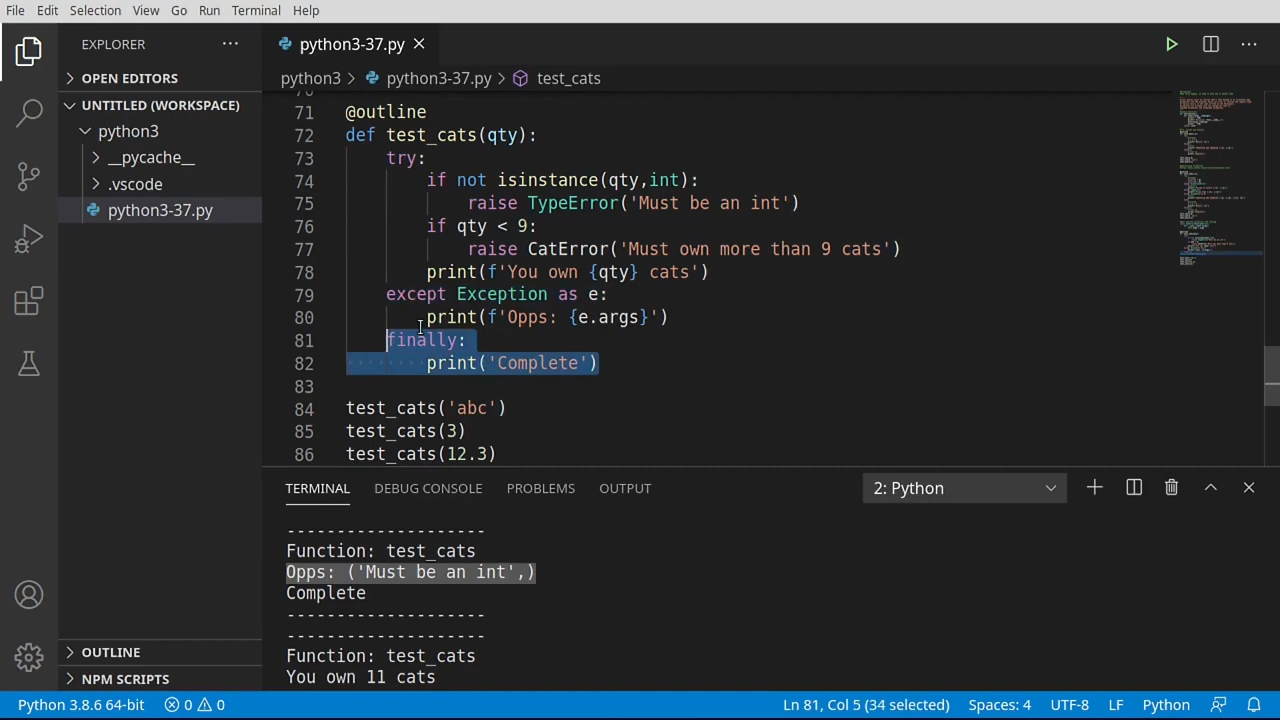 File Edit Selection View Go Run Terminal Help
EXPLORER
python3-37.py
OPEN EDITORS
python3 > python3-37.py > test_cats
UNTITLED (WORKSPACE)
python3
__pycache__
.vscode
python3-37.py
71 @outline
72 def test_cats(qty):
73 try:
74 if not isinstance(qty,int):
75 raise TypeError('Must be an int')
76 if qty < 9:
77 raise CatError('Must own more than 9 cats')
78 print(f'You own {qty} cats')
79 except Exception as e:
80 print(f'Opps: {e.args}')
81 finally:
82 print('Complete')
83
84 test_cats('abc')
85 test_cats(3)
86 test_cats(12.3)
TERMINAL DEBUG CONSOLE PROBLEMS OUTPUT 2: Python
-------------------
Function: test_cats
Opps: ('Must be an int',)
Complete
-------------------
-------------------
Function: test_cats
You own 11 cats
OUTLINE
NPM SCRIPTS
Python 3.8.6 64-bit 0 0 Ln 81, Col 5 (34 selected) Spaces: 4 UTF-8 LF Python